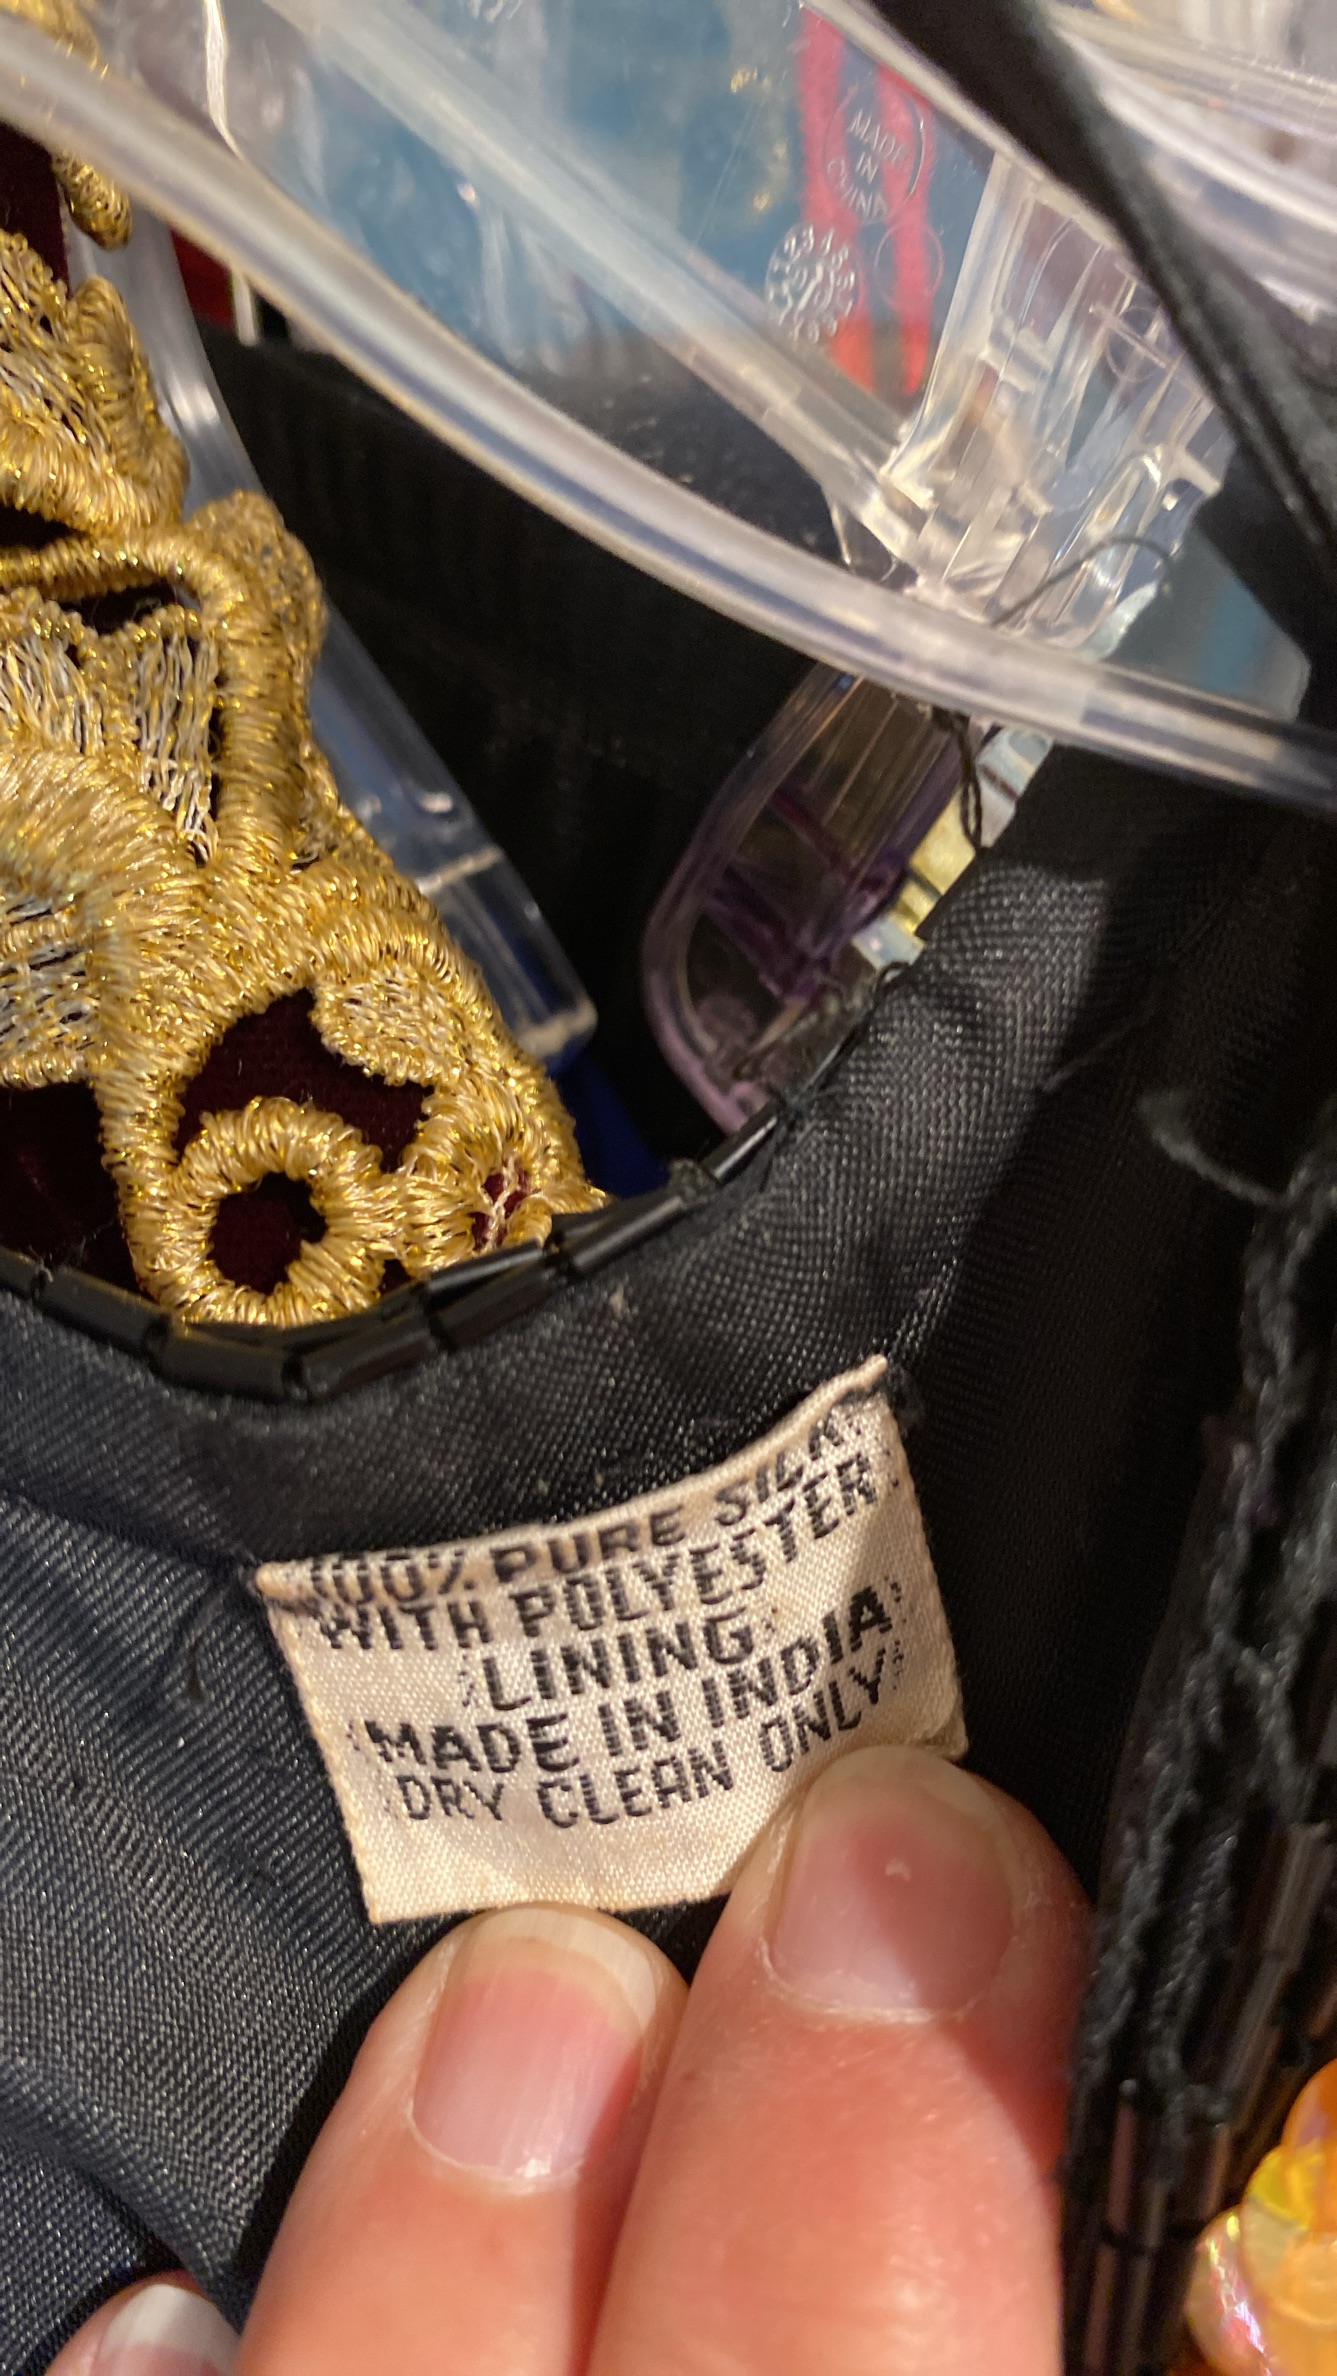 MADE
IN
CHINA
100% PURE SILK
WITH POLYESTER
LINING
MADE IN INDIA
DRY CLEAN ONLY